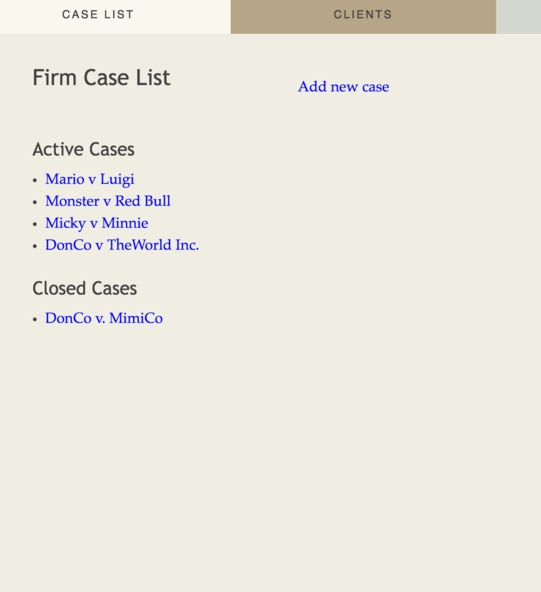 CASE LIST
CLIENTS
Firm Case List
Add new case
Active Cases
• Mario v Luigi
• Monster v Red Bull
• Micky v Minnie
• DonCo v TheWorld Inc.
Closed Cases
• DonCo v. MimiCo